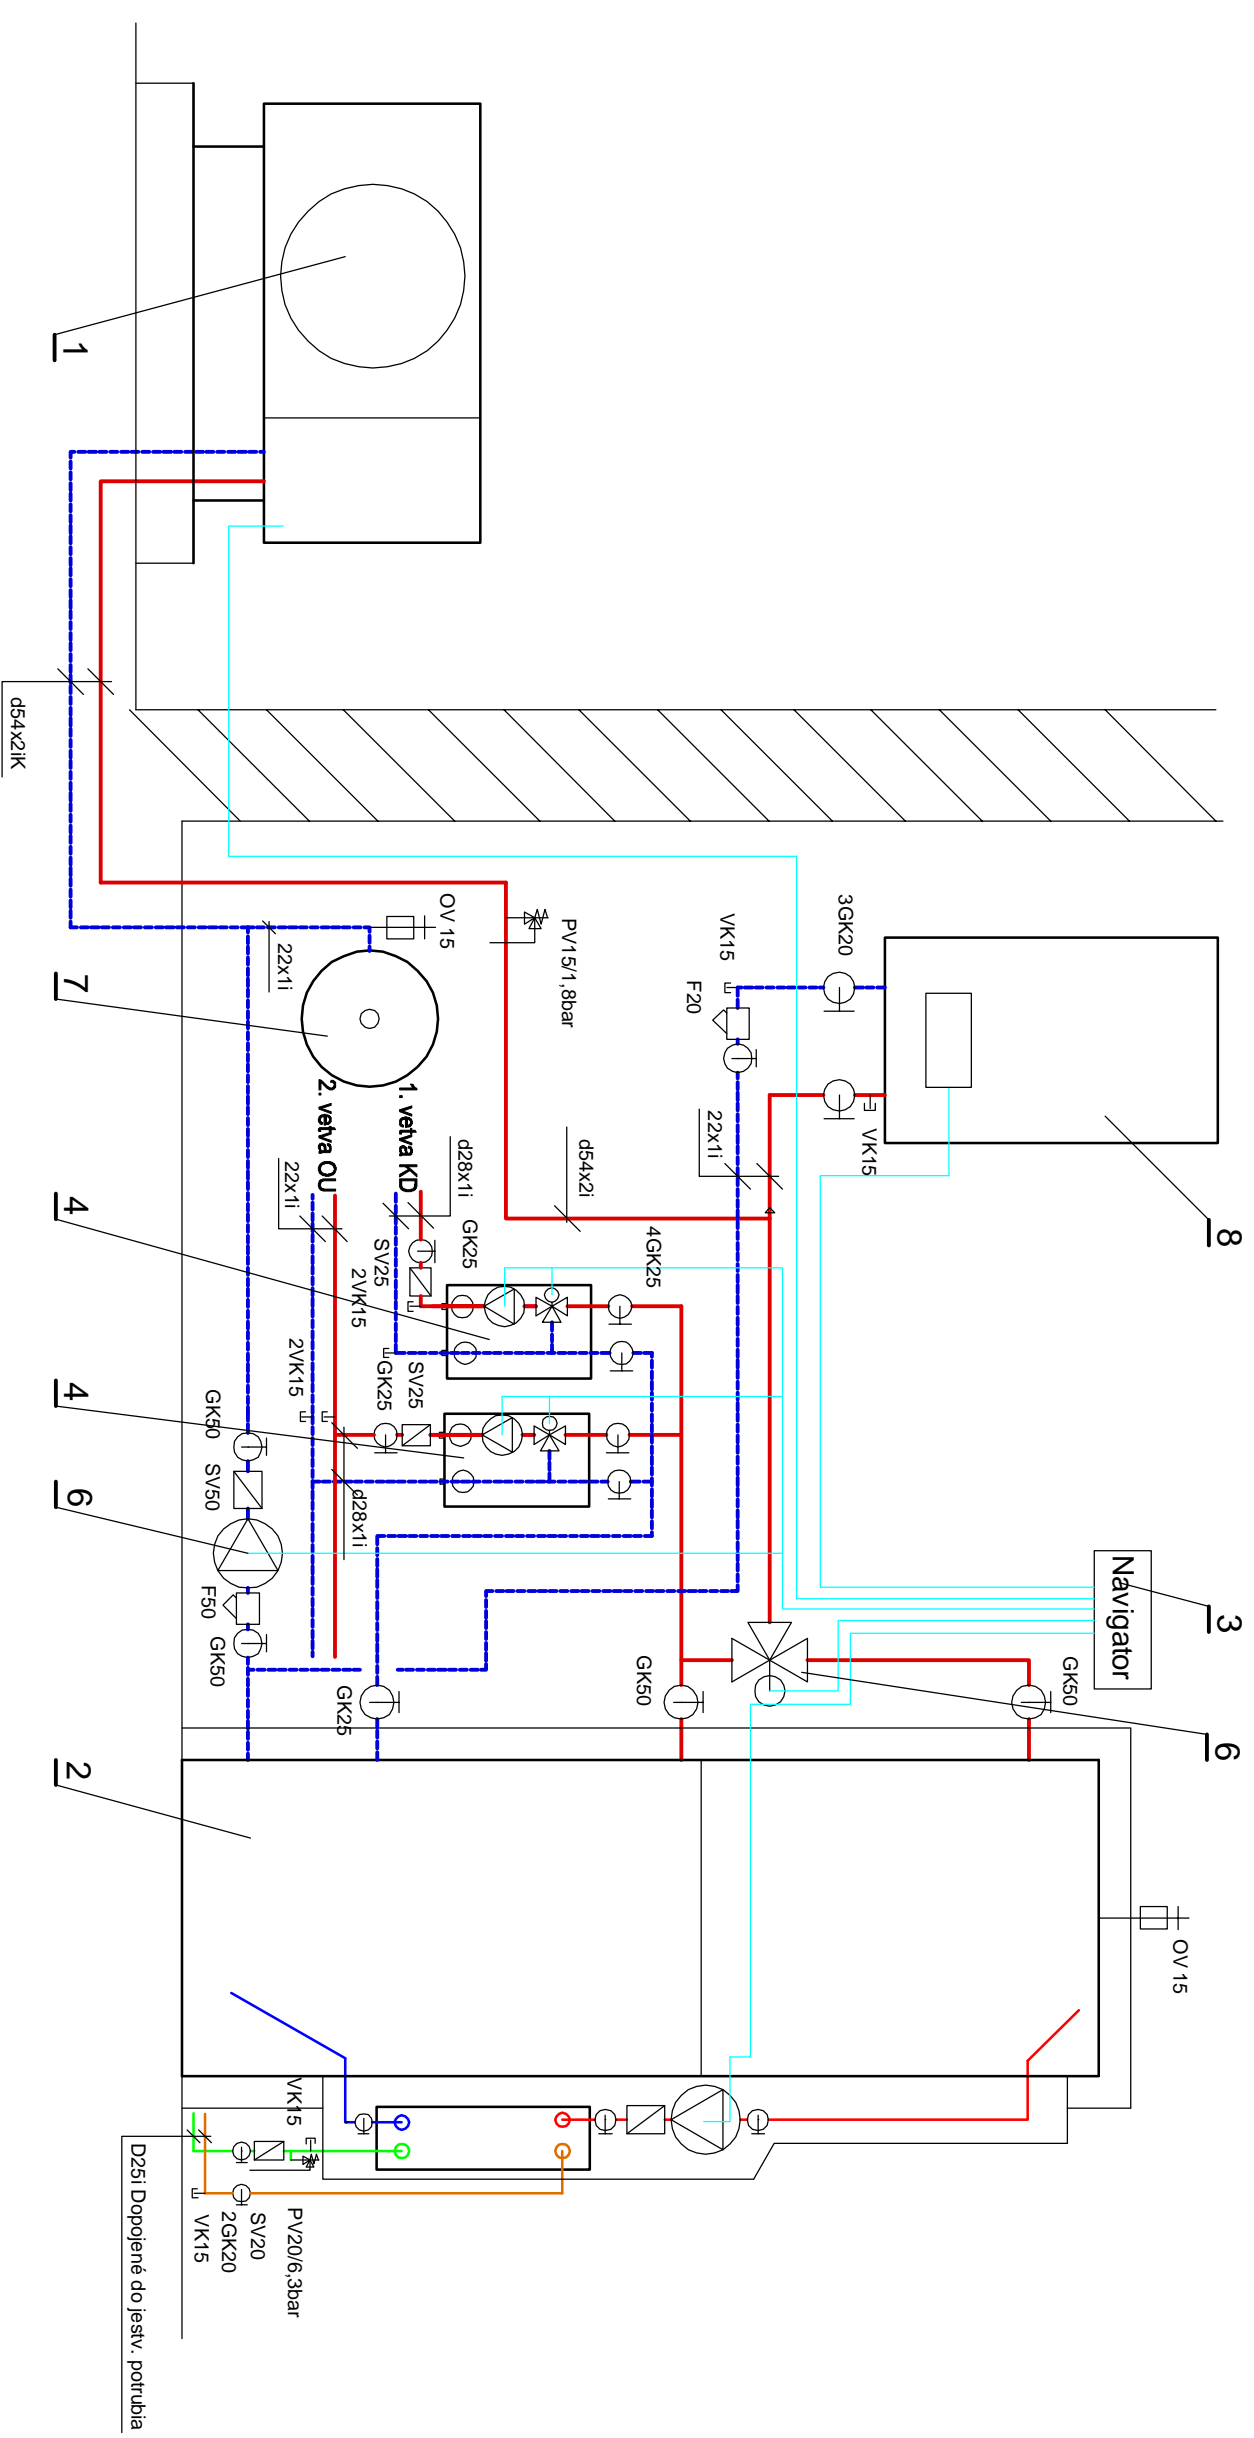 1
d54x2iK
OV 15
22x1i
7
PV15/1,8bar
VK15
F20
3GK20
VK15
22x1i
8
1. vetva KD
2. vetva OU
d28x1i
22x1i
d54x2i
4
GK25
SV25
2VK15
4GK25
4
2VK15
GK25
SV25
d28x1i
GK50
SV50
6
F50
GK50
GK25
GK50
GK50
Navigator
3
6
2
OV 15
VK15
PV20/6,3bar
SV20
2GK20
VK15
D25i Dopojené do jestv. potrubia